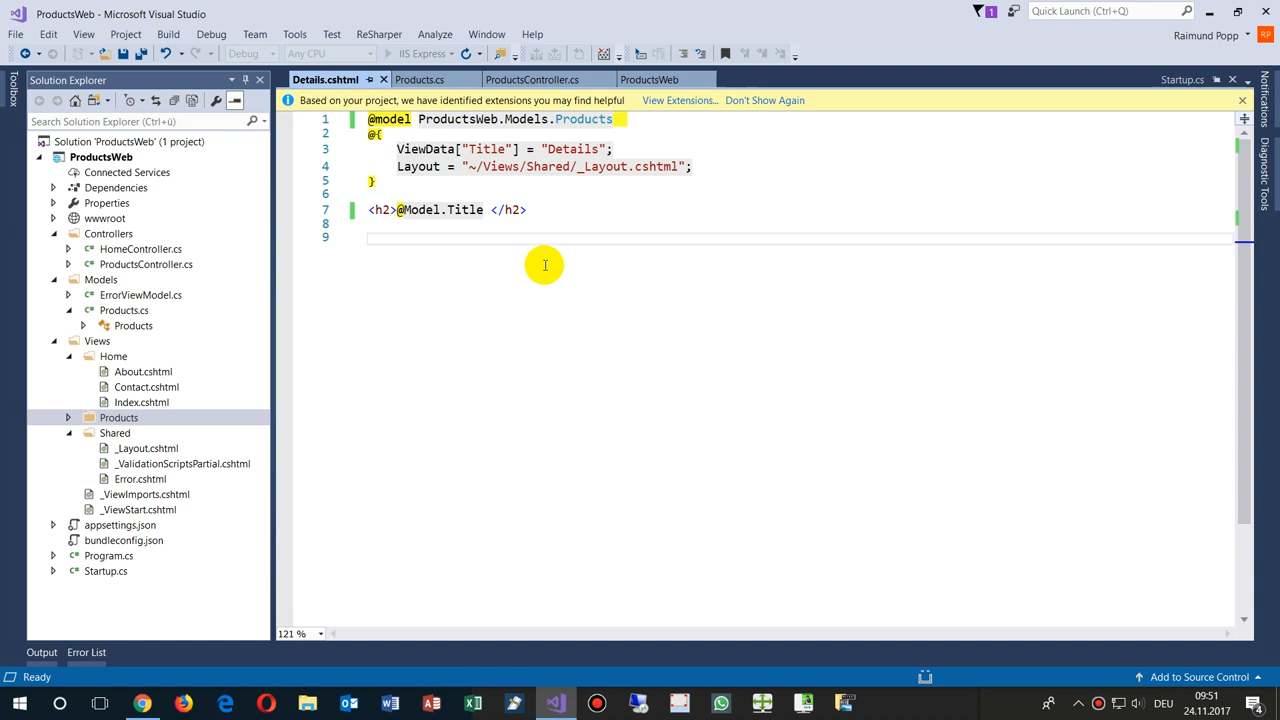 ProductsWeb - Microsoft Visual Studio
1
Quick Launch (Ctrl+Q)
File Edit View Project Build Debug Team Tools Test ReSharper Analyze Window Help
Raimund Popp RP
Debug Any CPU IIS Express
Toolbox
Solution Explorer
Search Solution Explorer (Ctrl+ü)
Solution 'ProductsWeb' (1 project)
ProductsWeb
Connected Services
Dependencies
Properties
wwwroot
Controllers
HomeController.cs
ProductsController.cs
Models
ErrorViewModel.cs
Products.cs
Products
Views
Home
About.cshtml
Contact.cshtml
Index.cshtml
Products
Shared
_Layout.cshtml
_ValidationScriptsPartial.cshtml
Error.cshtml
_ViewImports.cshtml
_ViewStart.cshtml
appsettings.json
bundleconfig.json
Program.cs
Startup.cs
Details.cshtml Products.cs ProductsController.cs ProductsWeb Startup.cs
Based on your project, we have identified extensions you may find helpful View Extensions... Don't Show Again
1 @model ProductsWeb.Models.Products
2 @{
3 ViewData["Title"] = "Details";
4 Layout = "~/Views/Shared/_Layout.cshtml";
5 }
6
7 <h2>@Model.Title </h2>
8
9
121 %
Notifications
Diagnostic Tools
Output Error List
Ready
Add to Source Control
DEU
09:51
24.11.2017
4